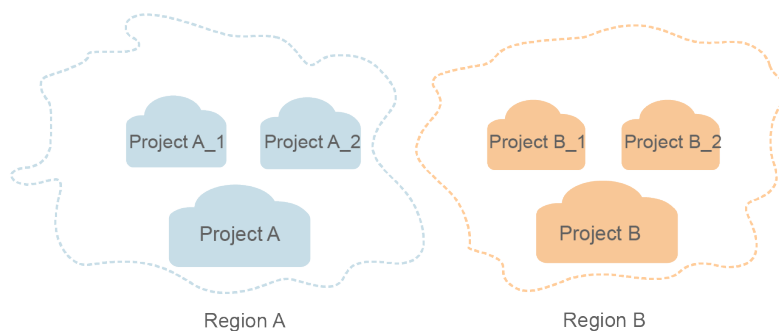 Project A_1
Project A_2
Project A
Region A
Project B_1
Project B_2
Project B
Region B